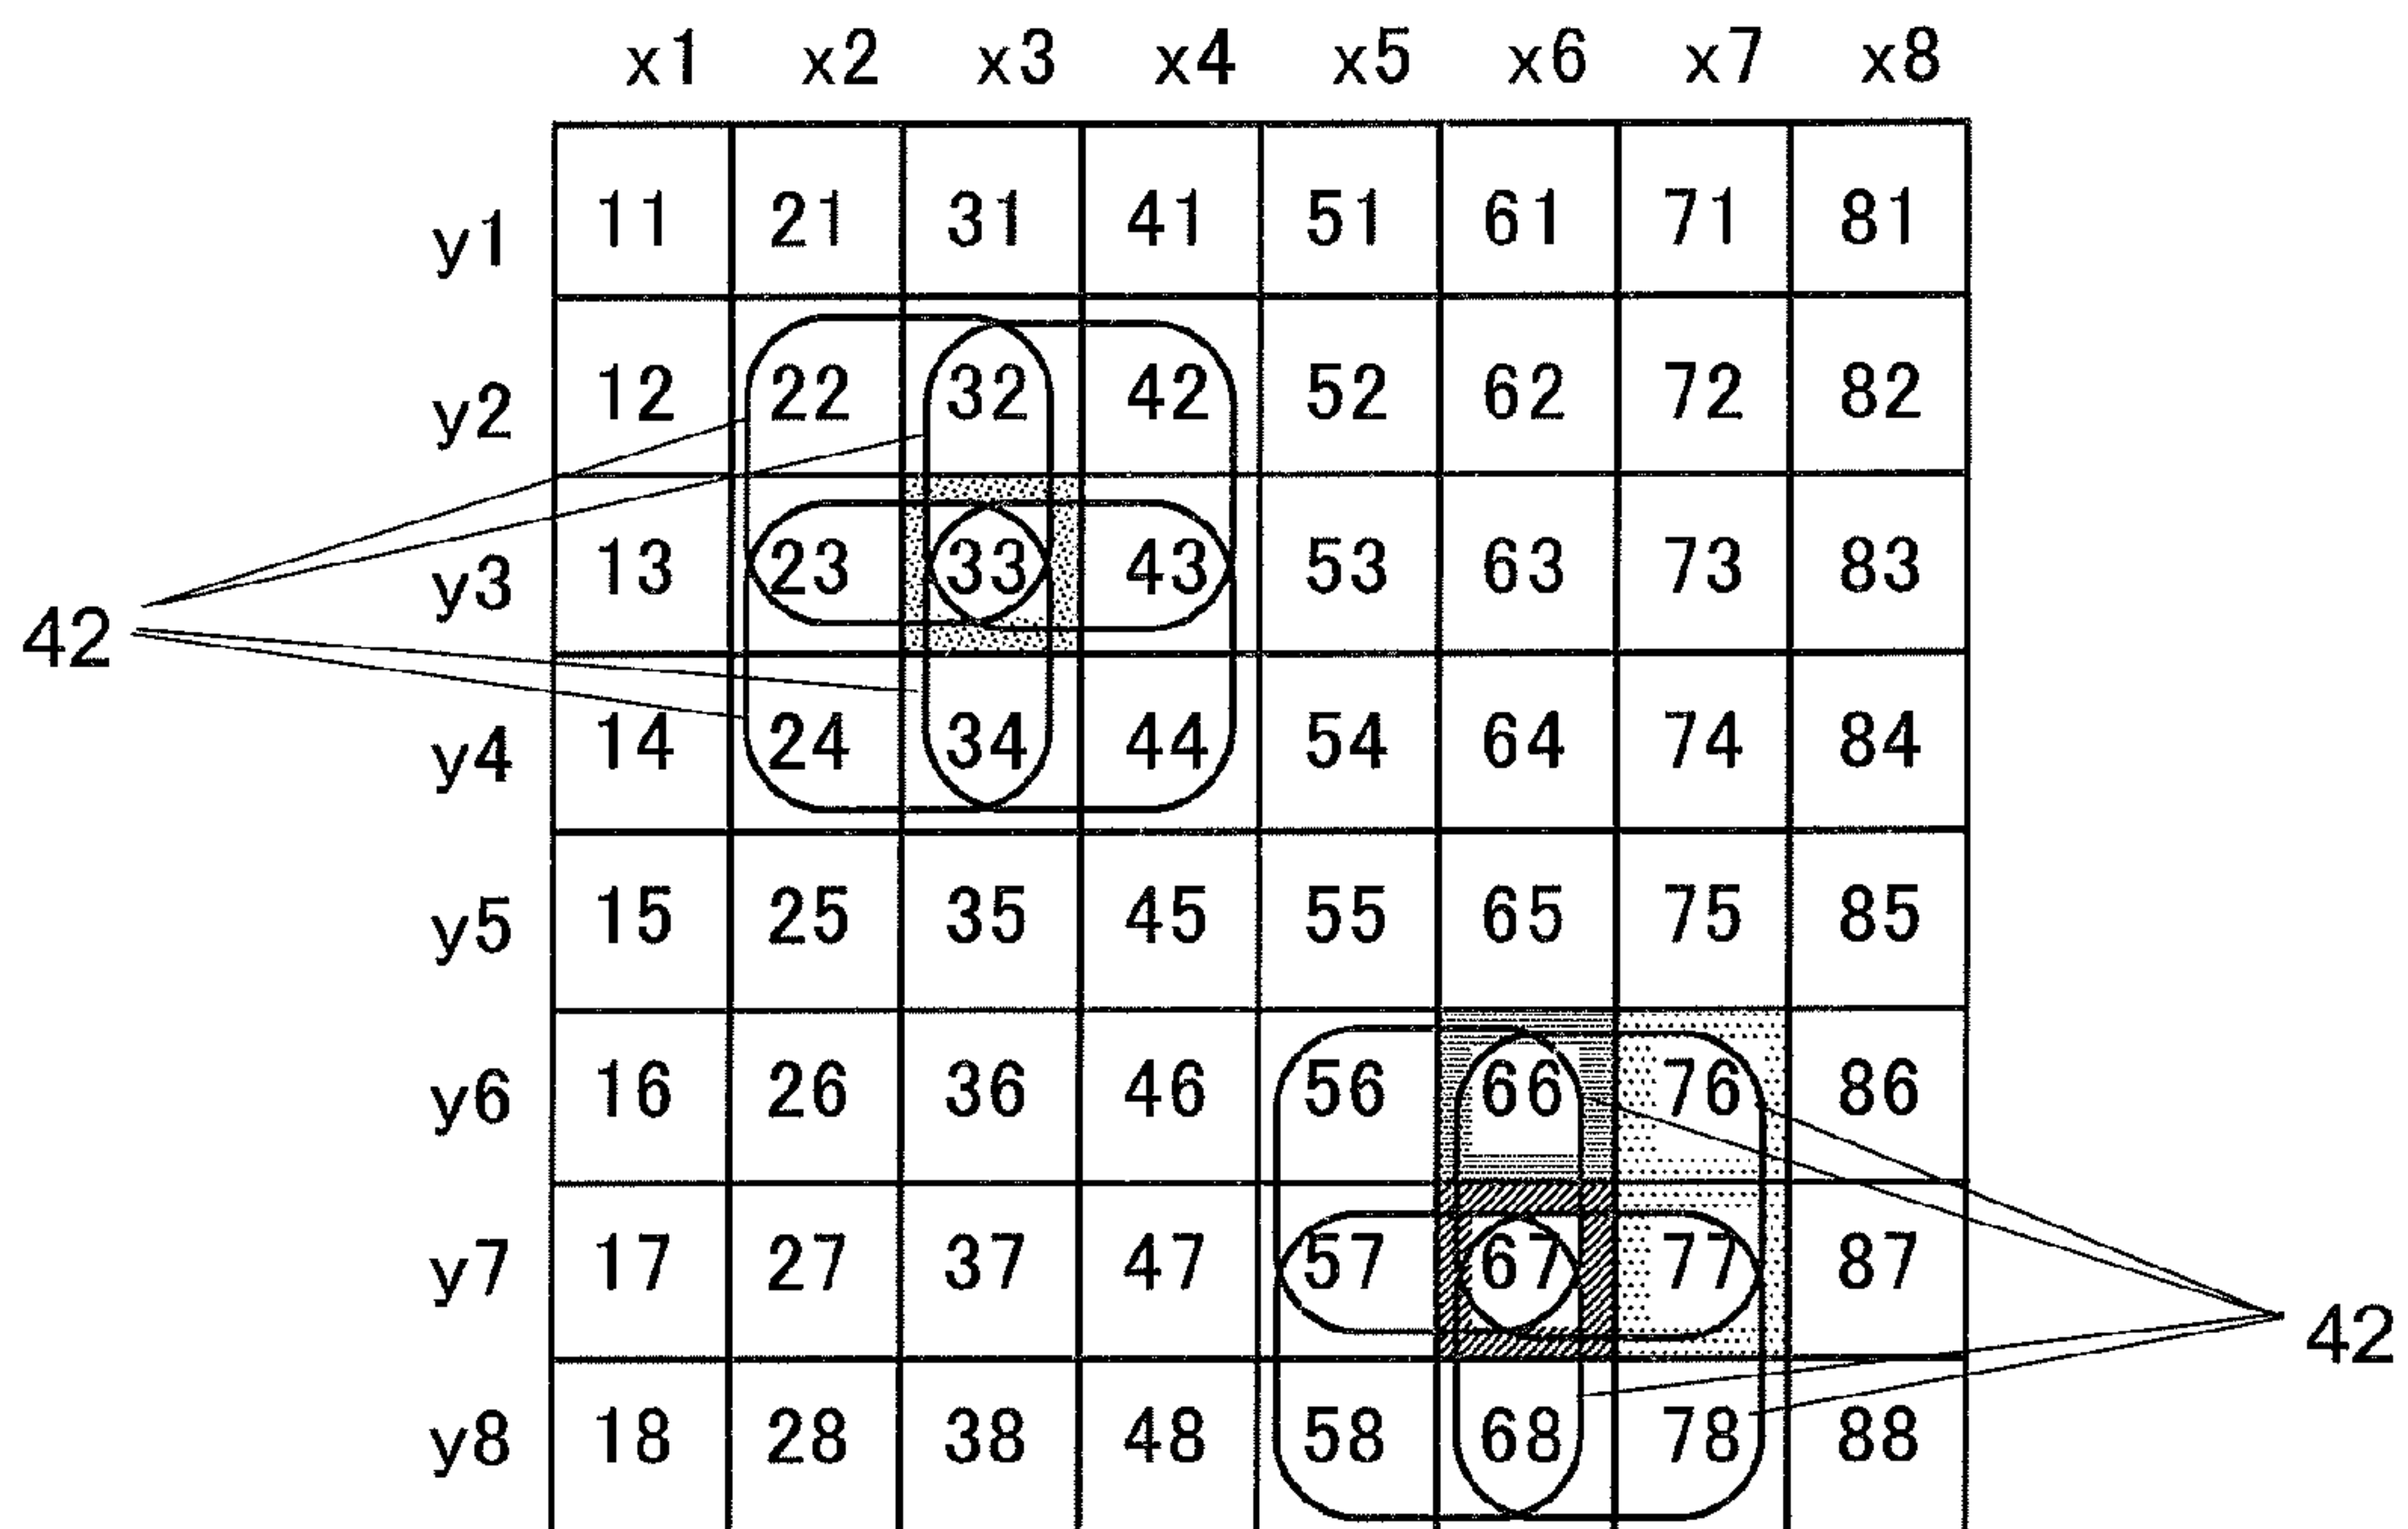 x1 x2 x3 x4 x5 x6 x7 x8
y1 11 21 31 41 51 61 71 81
y2 12 22 32 42 52 62 72 82
y3 13 23 33 43 53 63 73 83
42
y4 14 24 34 44 54 64 74 84
y5 15 25 35 45 55 65 75 85
y6 16 26 36 46 56 66 76 86
y7 17 27 37 47 57 67 77 87
42
y8 18 28 38 48 58 68 78 88